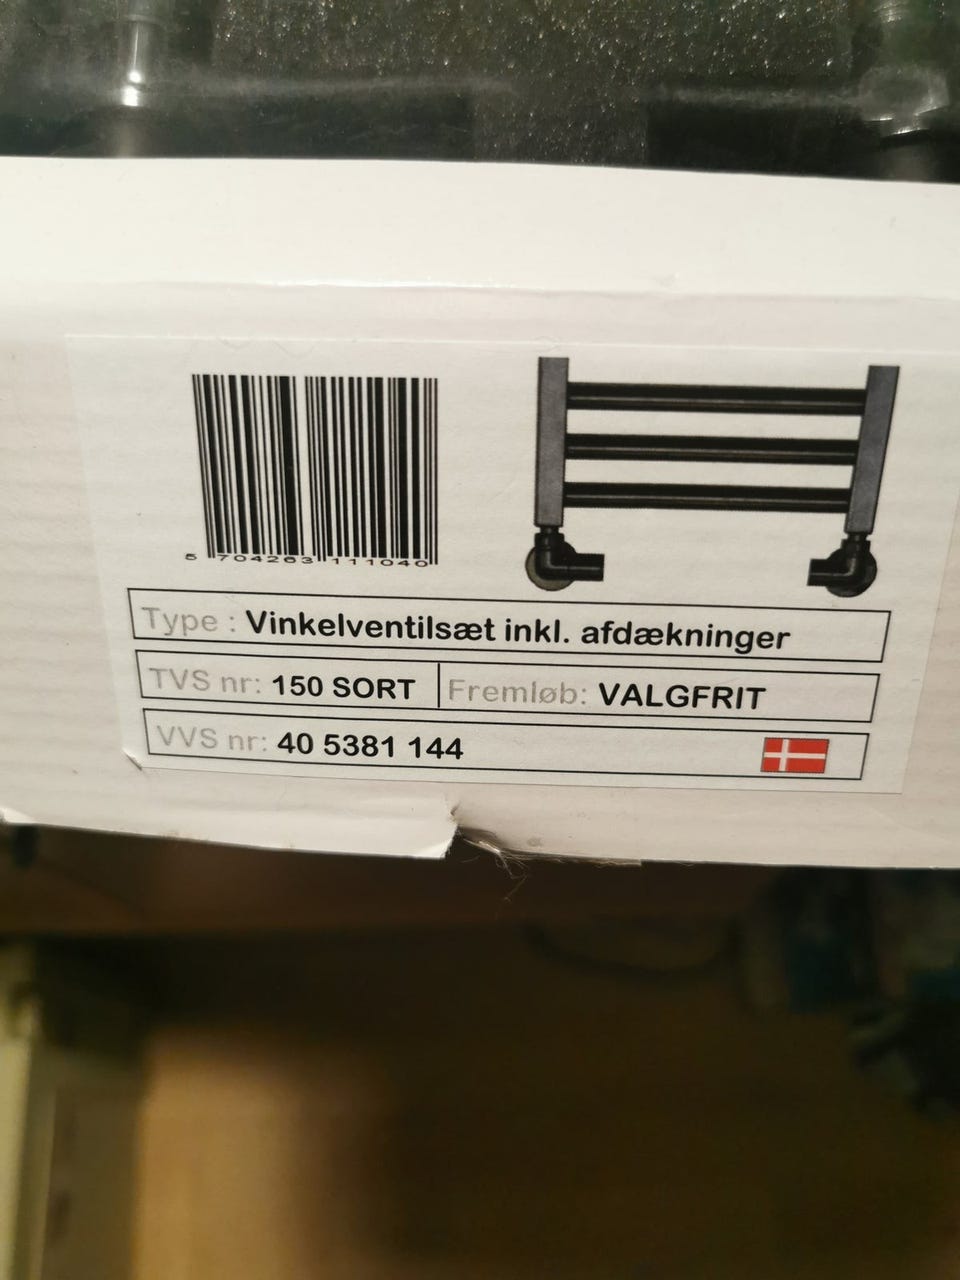 5 704263 111040
Type : Vinkelventilsæt inkl. afdækninger
TVS nr: 150 SORT Fremløb: VALGFRIT
VVS nr: 40 5381 144